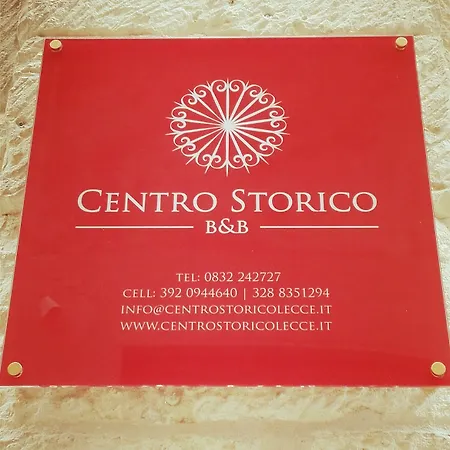 CENTRO STORICO
B&B
TEL: 0832 242727
CELL: 392 0944640 | 328 8351294
INFO@CENTROSTORICOLECCE.IT
WWW.CENTROSTORICOLECCE.IT